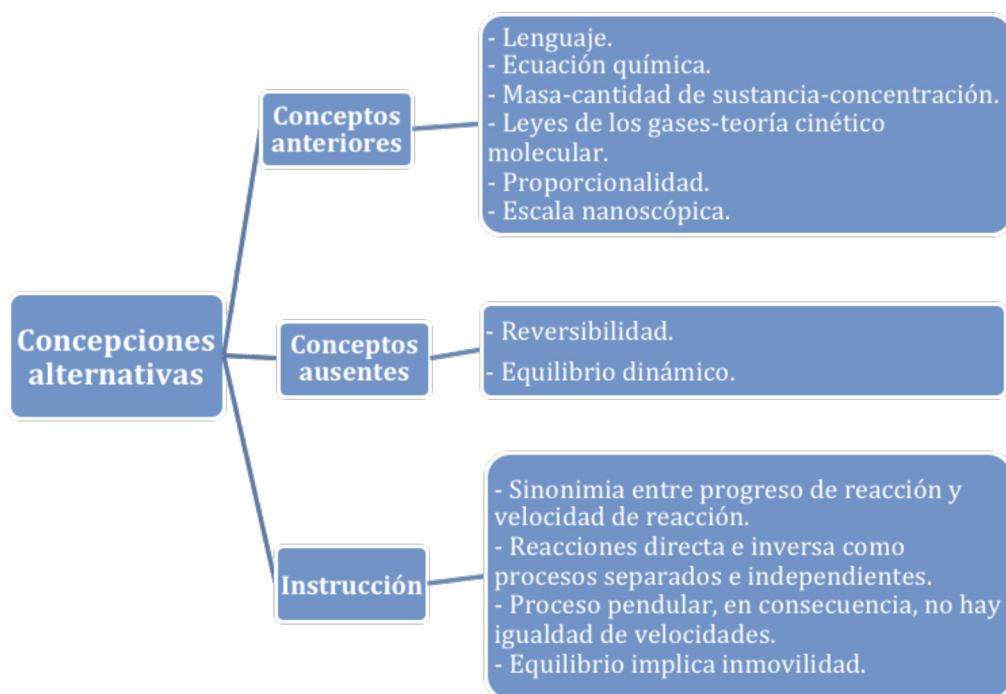 Concepciones
alternativas
Conceptos
anteriores
- Lenguaje.
- Ecuación química.
- Masa-cantidad de sustancia-concentración.
- Leyes de los gases-teoría cinético
molecular.
- Proporcionalidad.
- Escala nanoscópica.
Conceptos
ausentes
- Reversibilidad.
- Equilibrio dinámico.
Instrucción
- Sinonimia entre progreso de reacción y
velocidad de reacción.
- Reacciones directa e inversa como
procesos separados e independientes.
- Proceso pendular, en consecuencia, no hay
igualdad de velocidades.
- Equilibrio implica inmovilidad.